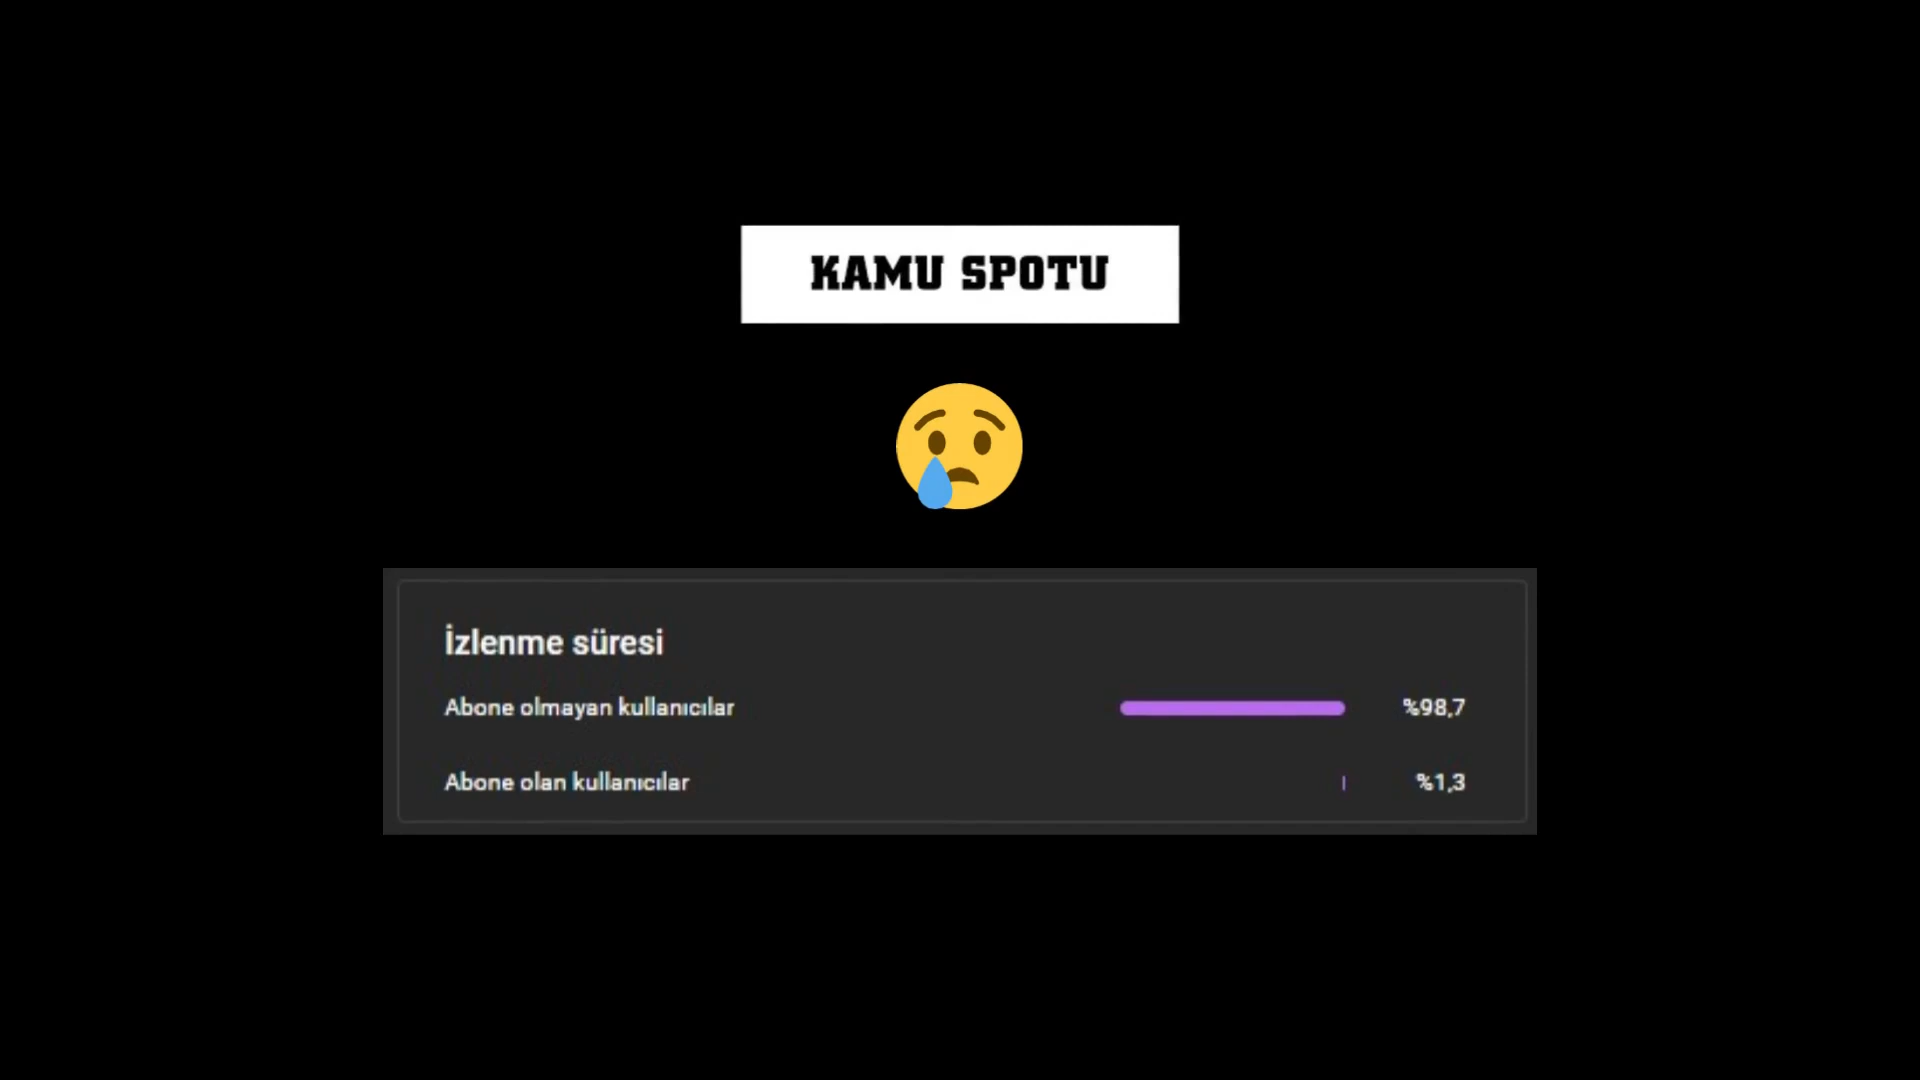 KAMU SPOTU
İzlenme süresi
Abone olmayan kullanıcılar %98,7
Abone olan kullanıcılar %1,3